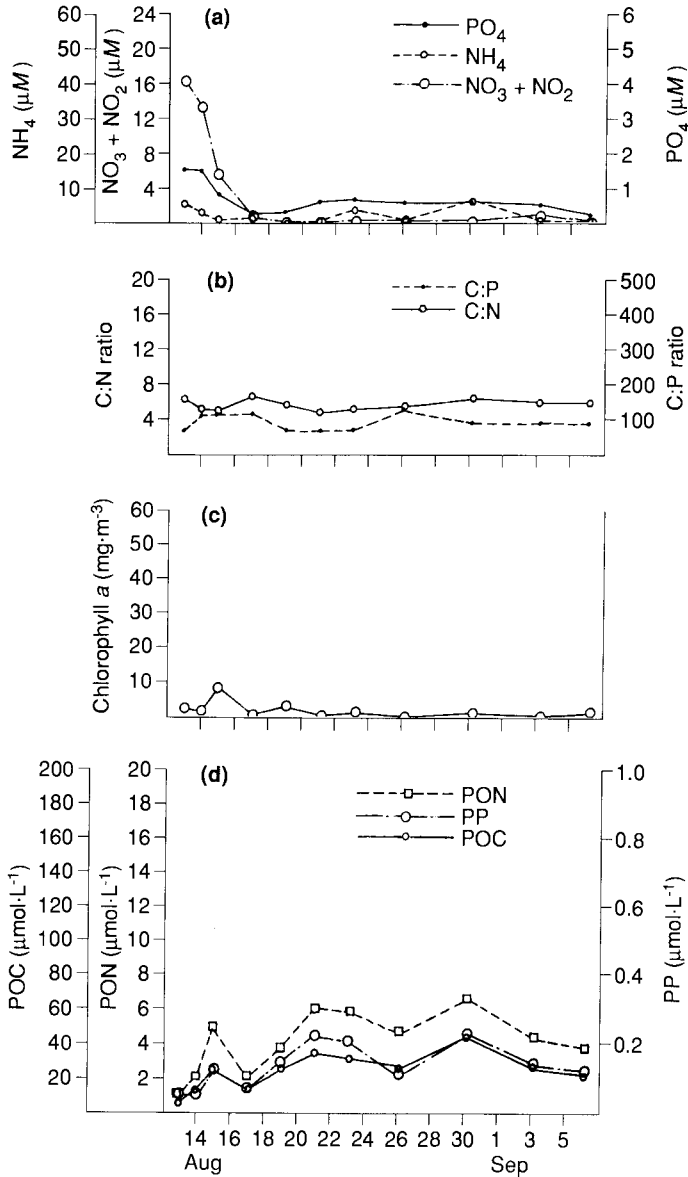 (a)
PO4
NH4
NO3 + NO2
NH4 (μM)
60
50
40
30
20
10
NO3 + NO2 (μM)
24
20
16
12
8
4
PO4 (μM)
6
5
4
3
2
1
0
(b)
C:P
C:N
C:N ratio
20
16
12
8
4
C:P ratio
500
400
300
200
100
(c)
Chlorophyll a (mg·m-3)
60
50
40
30
20
10
(d)
PON
PP
POC
POC (μmol·L-1)
200
180
160
140
120
100
80
60
40
20
PON (μmol·L-1)
20
18
16
14
12
10
8
6
4
2
PP (μmol·L-1)
1.0
0.8
0.6
0.4
0.2
14 16 18 20 22 24 26 28 30 1 3 5
Aug Sep